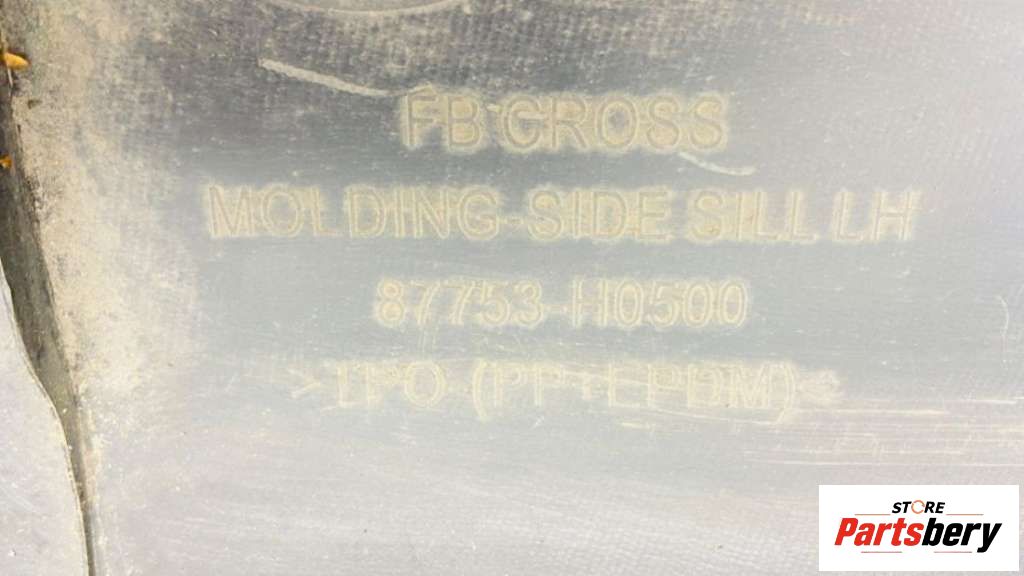 FB CROSS
MOLDING-SIDE SILL LH
87753-H0500
>TPO-(PP+EPDM)<
STORE
Partsbery